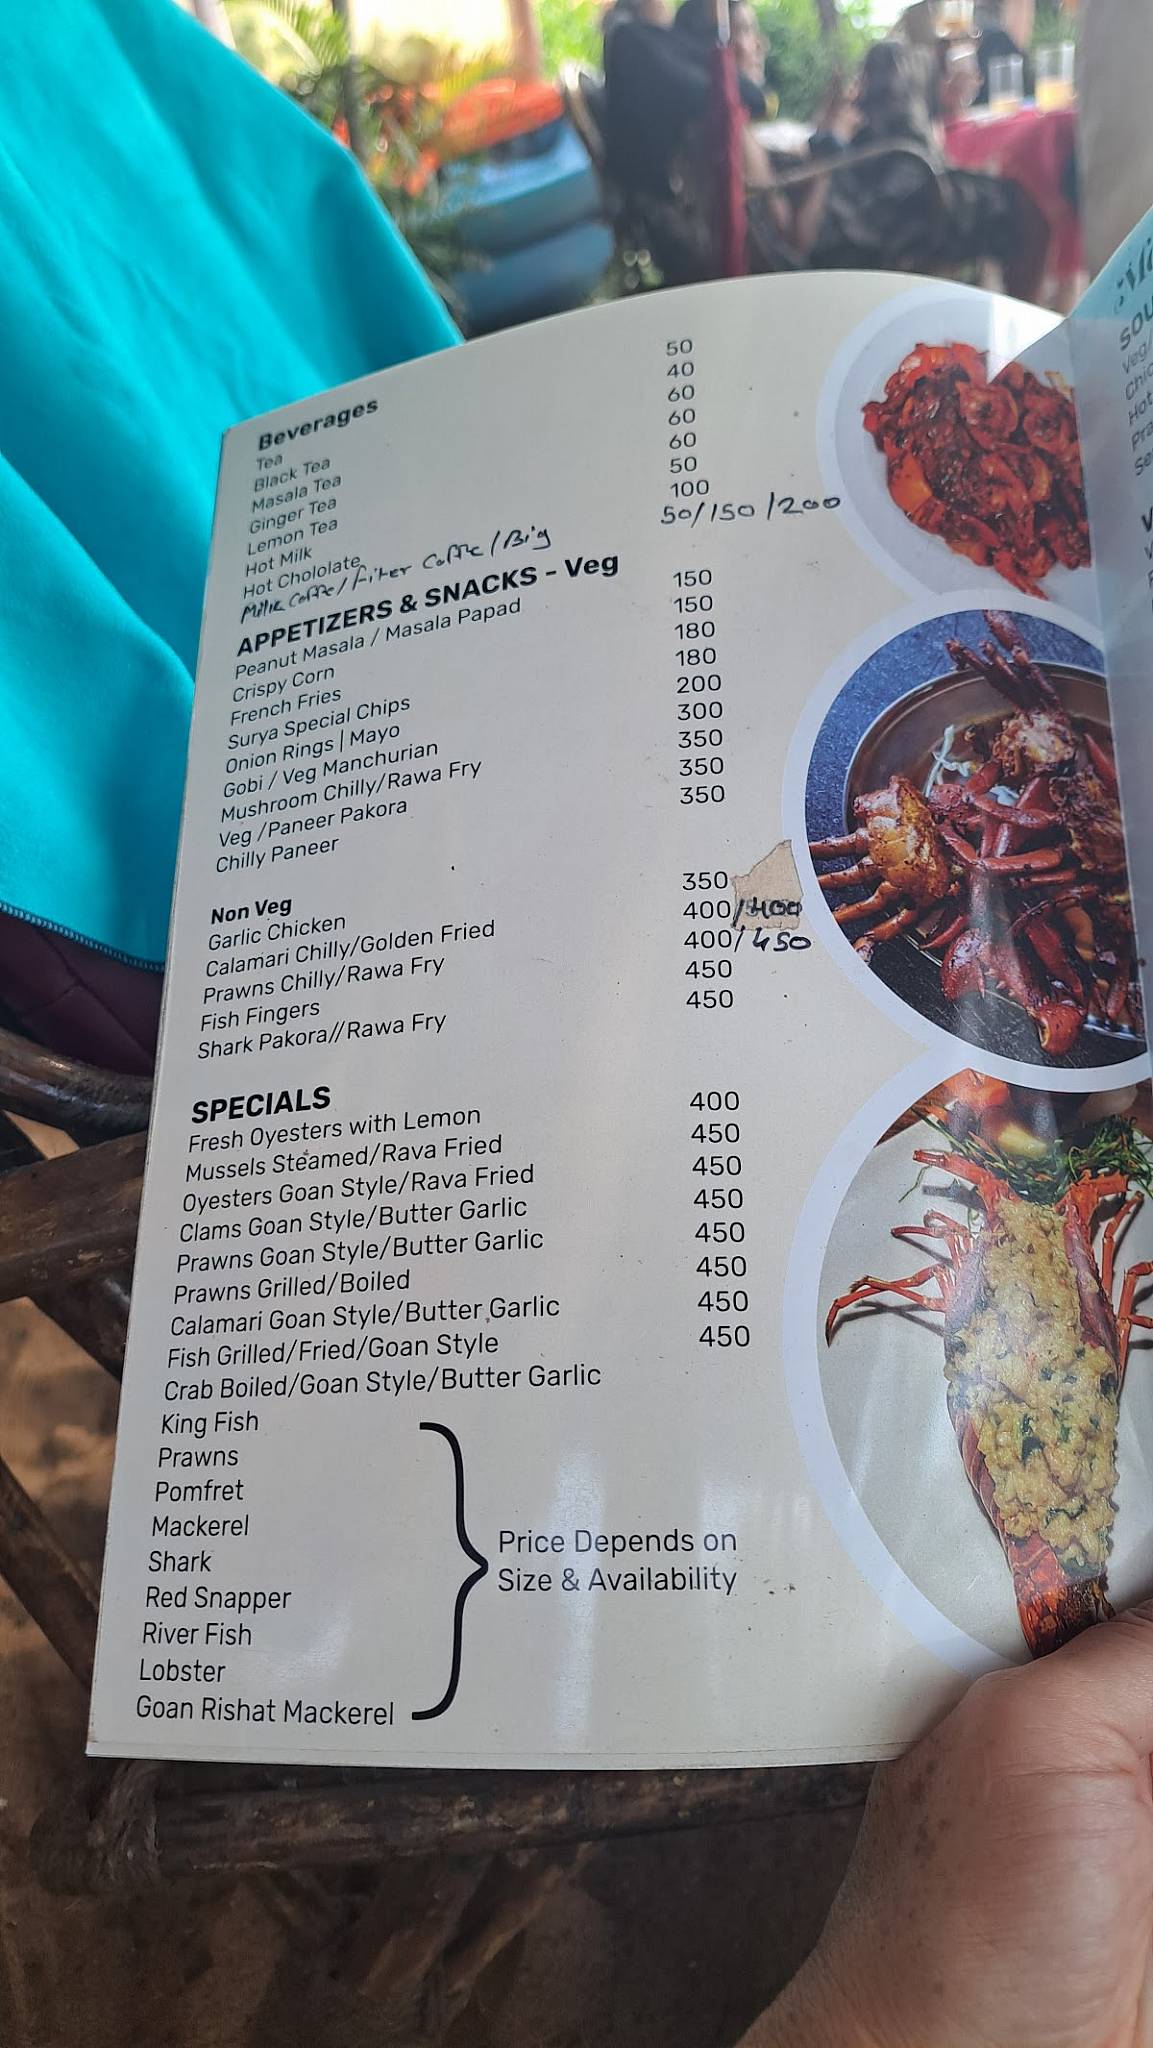 Beverages
Tea 50
Black Tea 40
Masala Tea 60
Ginger Tea 60
Lemon Tea 60
Hot Milk 50
Hot Chololate 100
Milk Coffe/Filter Coffe/Big 50/150/200
APPETIZERS & SNACKS - Veg
Peanut Masala / Masala Papad 150
Crispy Corn 150
French Fries 180
Surya Special Chips 180
Onion Rings | Mayo 200
Gobi / Veg Manchurian 300
Mushroom Chilly/Rawa Fry 350
Veg /Paneer Pakora 350
Chilly Paneer 350
Non Veg
Garlic Chicken 350
Calamari Chilly/Golden Fried 400/400
Prawns Chilly/Rawa Fry 400/450
Fish Fingers 450
Shark Pakora//Rawa Fry 450
SPECIALS
Fresh Oyesters with Lemon 400
Mussels Steamed/Rava Fried 450
Oyesters Goan Style/Rava Fried 450
Clams Goan Style/Butter Garlic 450
Prawns Goan Style/Butter Garlic 450
Prawns Grilled/Boiled 450
Calamari Goan Style/Butter Garlic 450
Fish Grilled/Fried/Goan Style 450
Crab Boiled/Goan Style/Butter Garlic
King Fish
Prawns
Pomfret
Mackerel
Shark
Red Snapper
River Fish
Lobster
Goan Rishat Mackerel
Price Depends on
Size & Availability